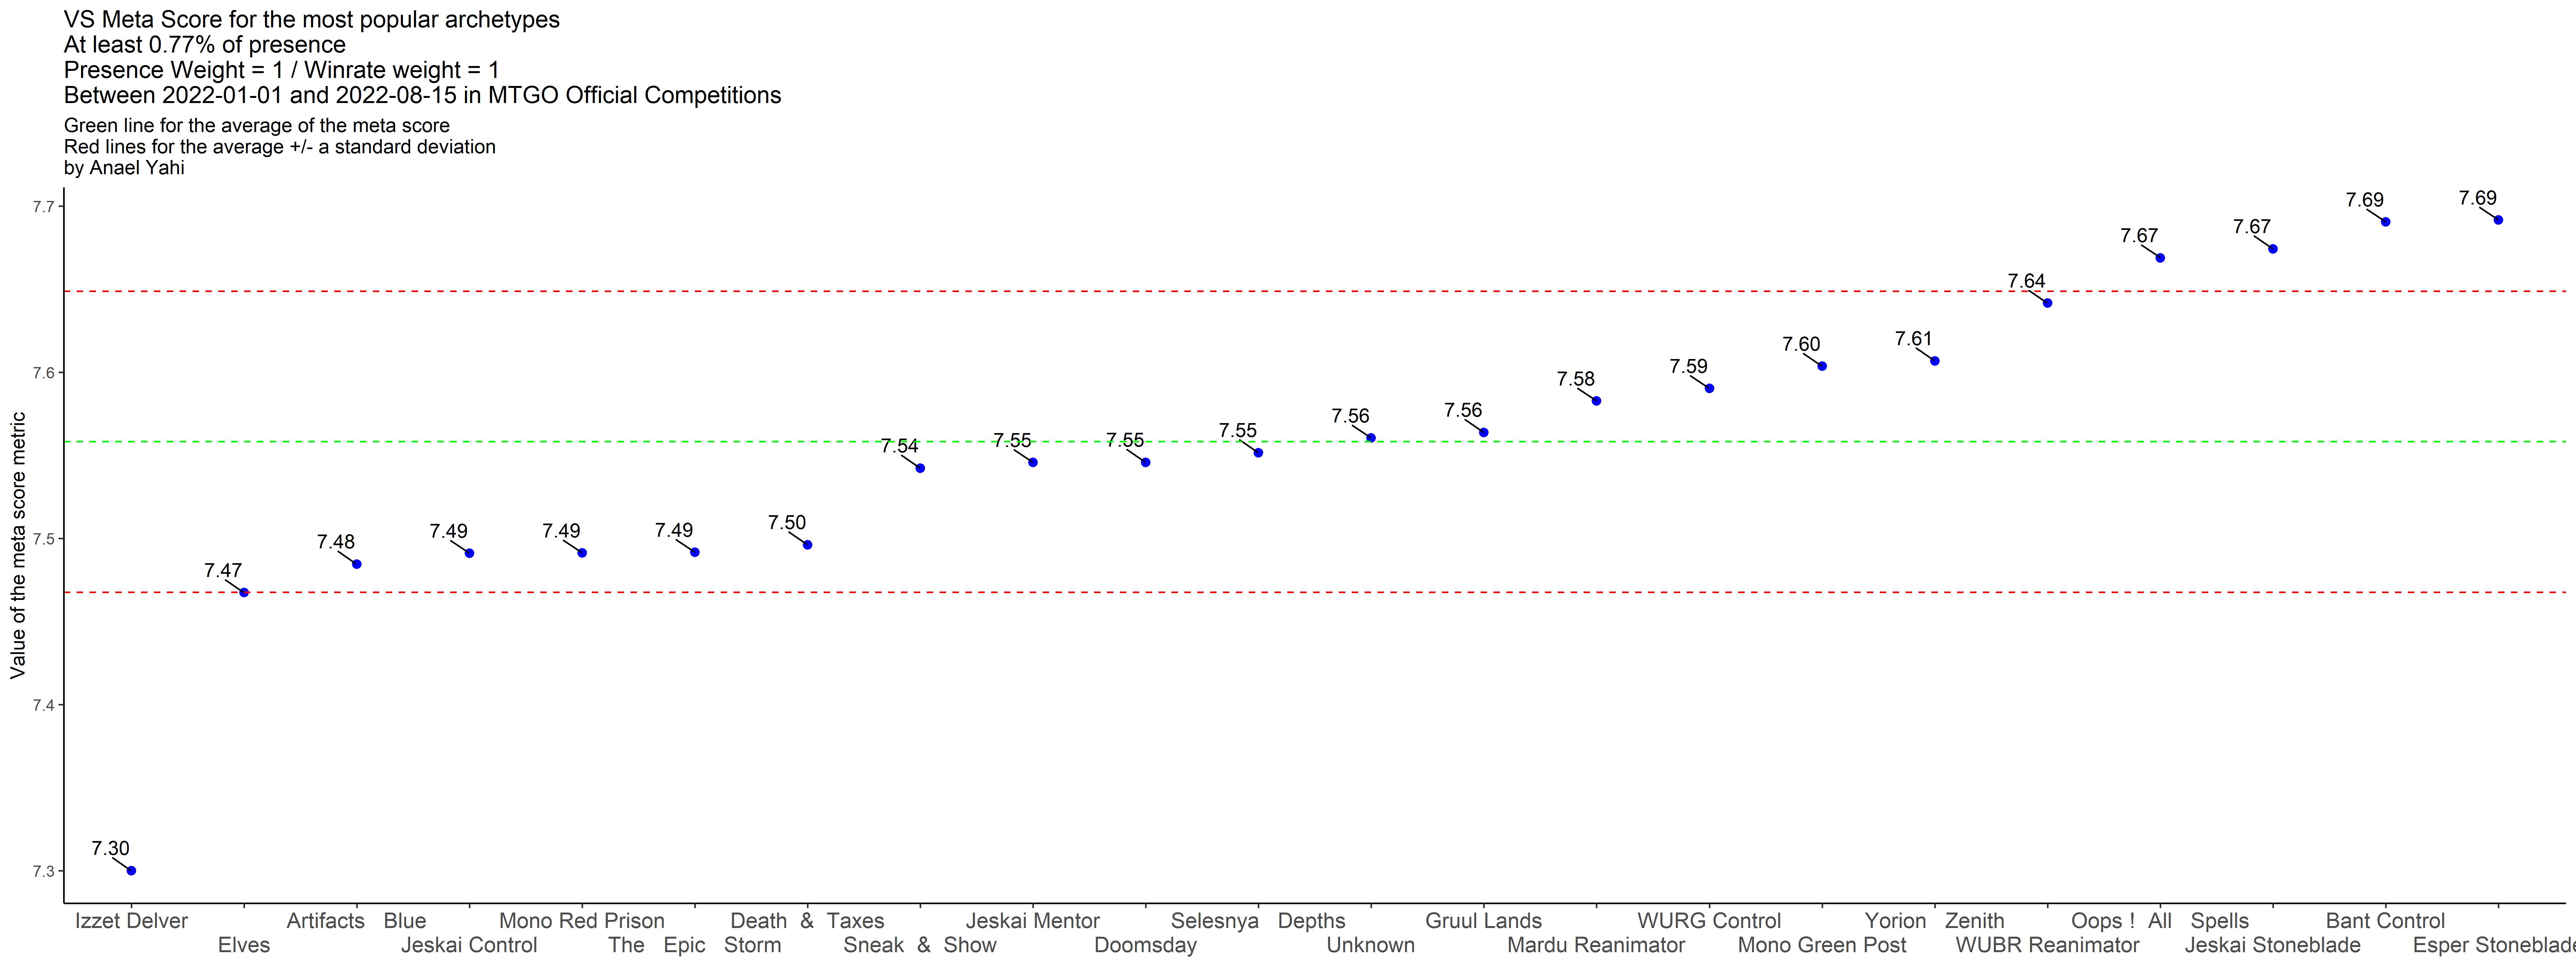 VS Meta Score for the most popular archetypes
At least 0.77% of presence
Presence Weight = 1 / Winrate weight = 1
Between 2022-01-01 and 2022-08-15 in MTGO Official Competitions
Green line for the average of the meta score
Red lines for the average +/- a standard deviation
by Anael Yahi
Value of the meta score metric
7.7
7.6
7.5
7.4
7.3
7.30
7.47
7.48
7.49
7.49
7.49
7.50
7.54
7.55
7.55
7.55
7.56
7.56
7.58
7.59
7.60
7.61
7.64
7.67
7.67
7.69
7.69
Izzet Delver
Elves
Artifacts Blue
Jeskai Control
Mono Red Prison
The Epic Storm
Death & Taxes
Sneak & Show
Jeskai Mentor
Doomsday
Selesnya Depths
Unknown
Gruul Lands
Mardu Reanimator
WURG Control
Mono Green Post
Yorion Zenith
WUBR Reanimator
Oops ! All Spells
Jeskai Stoneblade
Bant Control
Esper Stoneblade